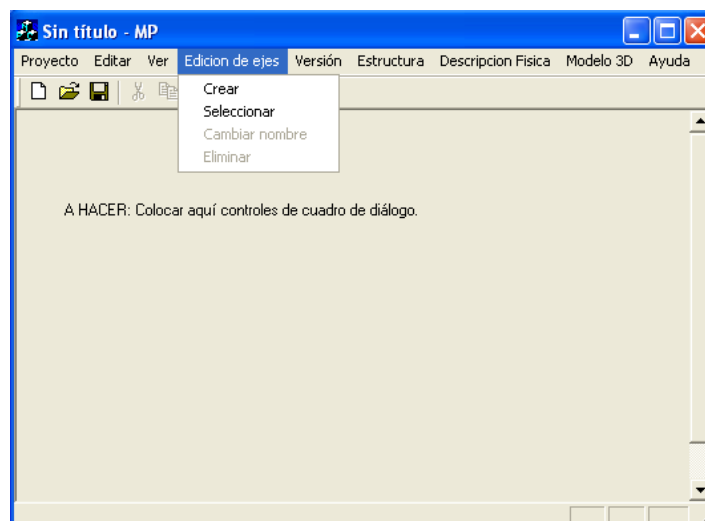 Sin título - MP
Proyecto Editar Ver Edicion de ejes Versión Estructura Descripcion Fisica Modelo 3D Ayuda
Crear
Seleccionar
Cambiar nombre
Eliminar
A HACER: Colocar aquí controles de cuadro de diálogo.